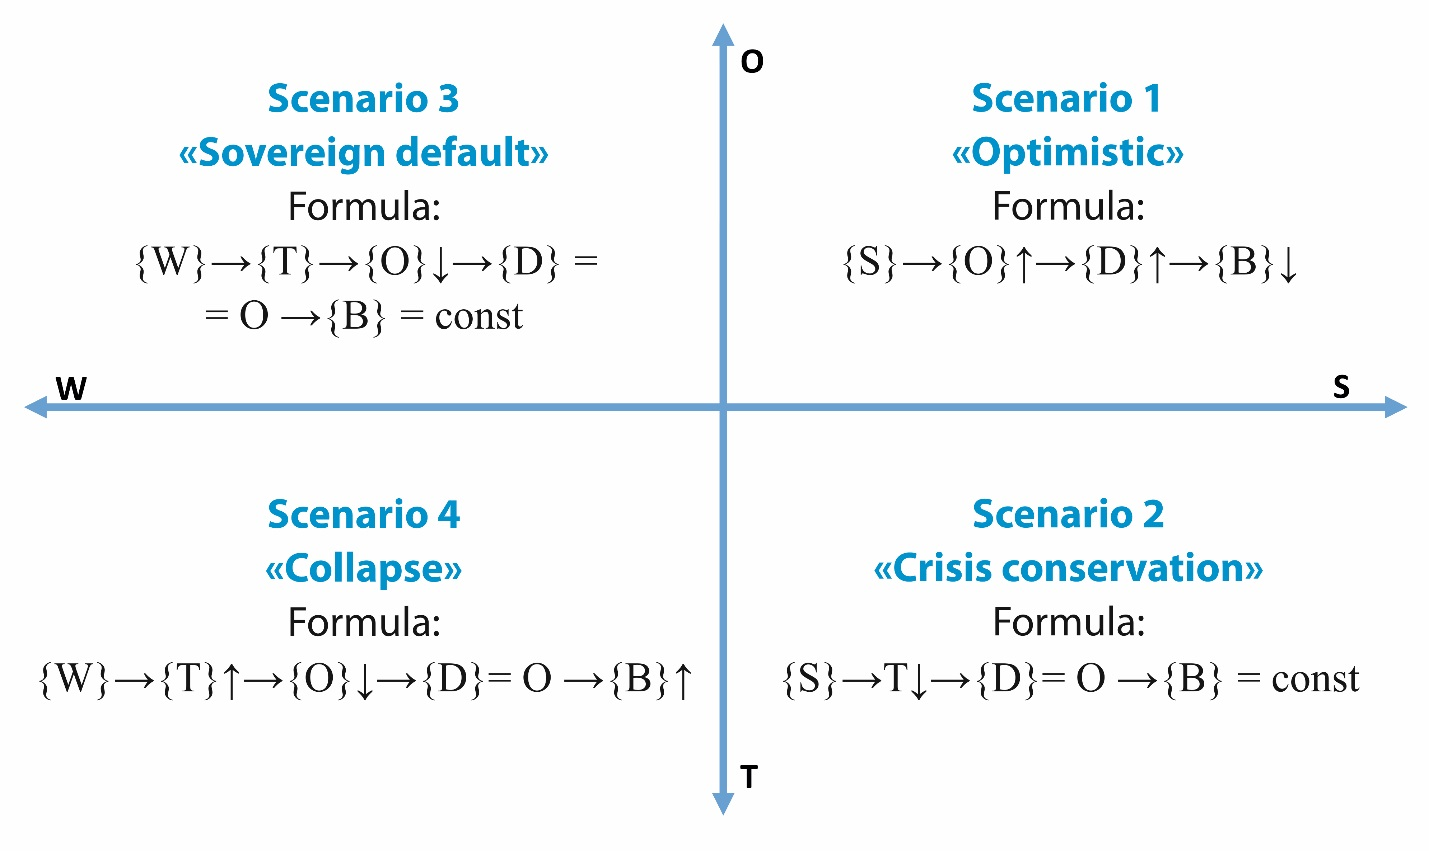 O
Scenario 3
«Sovereign default»
Formula:
{W}→{T}→{O}↓→{D} =
= O →{B} = const
Scenario 1
«Optimistic»
Formula:
{S}→{O}↑→{D}↑→{B}↓
W
S
Scenario 4
«Collapse»
Formula:
{W}→{T}↑→{O}↓→{D}= O →{B}↑
Scenario 2
«Crisis conservation»
Formula:
{S}→T↓→{D}= O →{B} = const
T